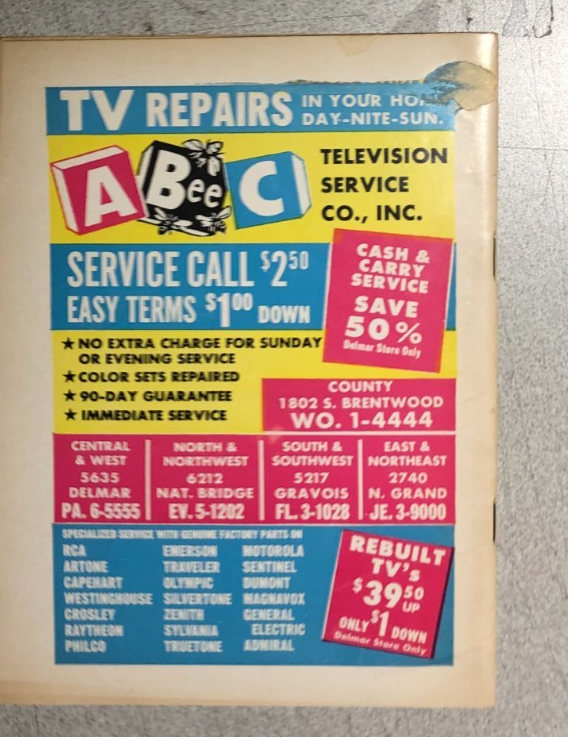 TV REPAIRS IN YOUR
DAY-NITE-SUN.
A Bee C
TELEVISION
SERVICE
CO., INC.
SERVICE CALL $2 50
EASY TERMS $1 00 DOWN
CASH &
CARRY
SERVICE
SAVE
50%
Delmar Store Only
★ NO EXTRA CHARGE FOR SUNDAY
OR EVENING SERVICE
★ COLOR SETS REPAIRED
★ 90-DAY GUARANTEE
★ IMMEDIATE SERVICE
COUNTY
1802 S. BRENTWOOD
WO. 1-4444
CENTRAL
& WEST
5635
DELMAR
PA. 6-5555
NORTH &
NORTHWEST
6212
NAT. BRIDGE
EV. 5-1202
SOUTH &
SOUTHWEST
5217
GRAVOIS
FL. 3-1028
EAST &
NORTHEAST
2740
N. GRAND
JE. 3-9000
SPECIALIZED SERVICE WITH GENUINE FACTORY PARTS ON
RCA
ARTONE
CAPEHART
WESTINGHOUSE
CROSLEY
RAYTHEON
PHILCO
EMERSON
TRAVELER
OLYMPIC
SILVERTONE
ZENITH
SYLVANIA
TRUETONE
MOTOROLA
SENTINEL
DUMONT
MAGNAVOX
GENERAL
ELECTRIC
ADMIRAL
REBUILT
TV's
$39 50
UP
ONLY $1 DOWN
Delmar Store Only